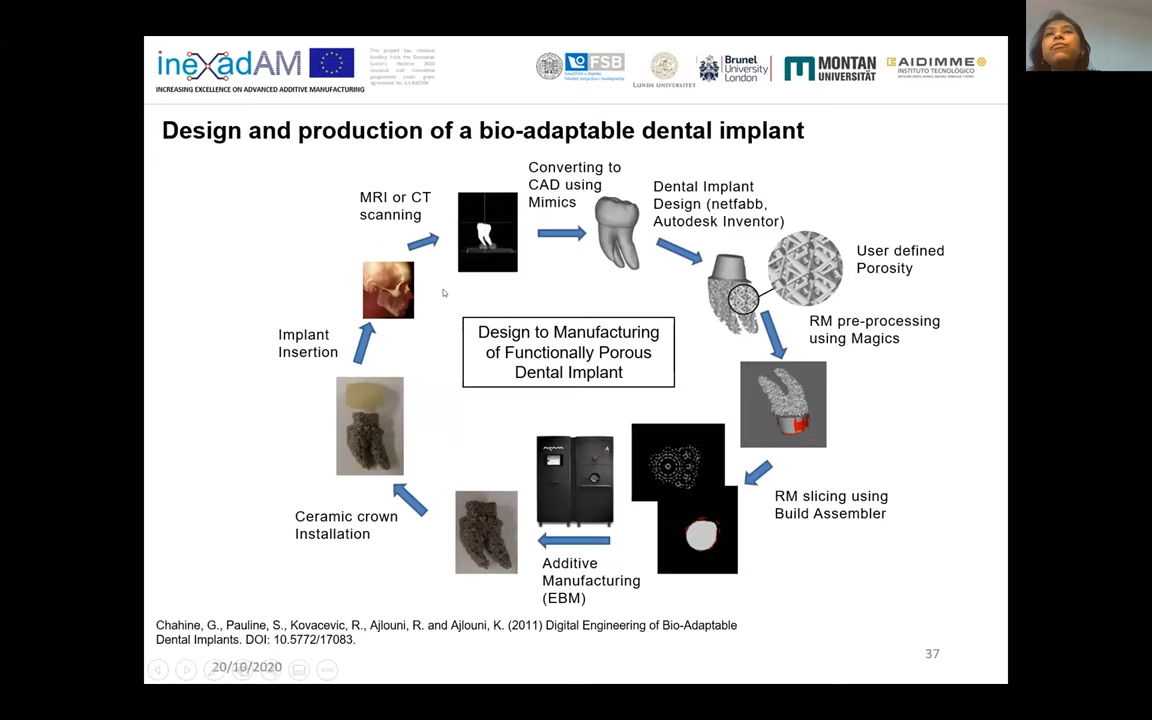 inexadAM
INCREASING EXCELLENCE ON ADVANCED ADDITIVE MANUFACTURING
This project has received
funding from the European
Union's Horizon 2020
research and innovation
programme under grant
FSB
LUNDS UNIVERSITET
Brunel
University
London
MONTAN
UNIVERSITÄT
AIDIMME
INSTITUTO TECNOLÓGICO
Design and production of a bio-adaptable dental implant
MRI or CT
scanning
Converting to
CAD using
Mimics
Dental Implant
Design (netfabb,
Autodesk Inventor)
User defined
Porosity
RM pre-processing
using Magics
Implant
Insertion
Design to Manufacturing
of Functionally Porous
Dental Implant
RM slicing using
Build Assembler
Ceramic crown
Installation
Additive
Manufacturing
(EBM)
Chahine, G., Pauline, S., Kovacevic, R., Ajlouni, R. and Ajlouni, K. (2011) Digital Engineering of Bio-Adaptable
Dental Implants. DOI: 10.5772/17083.
20/10/2020
37